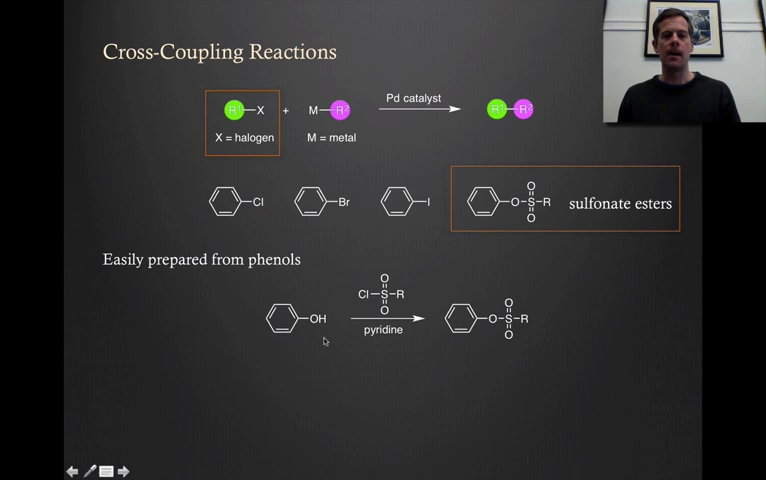 Cross-Coupling Reactions
R¹—X + M—R² Pd catalyst R¹—R²
X = halogen M = metal
Cl Br I O S R O O sulfonate esters
Easily prepared from phenols
OH Cl S R O O O S R O O
pyridine